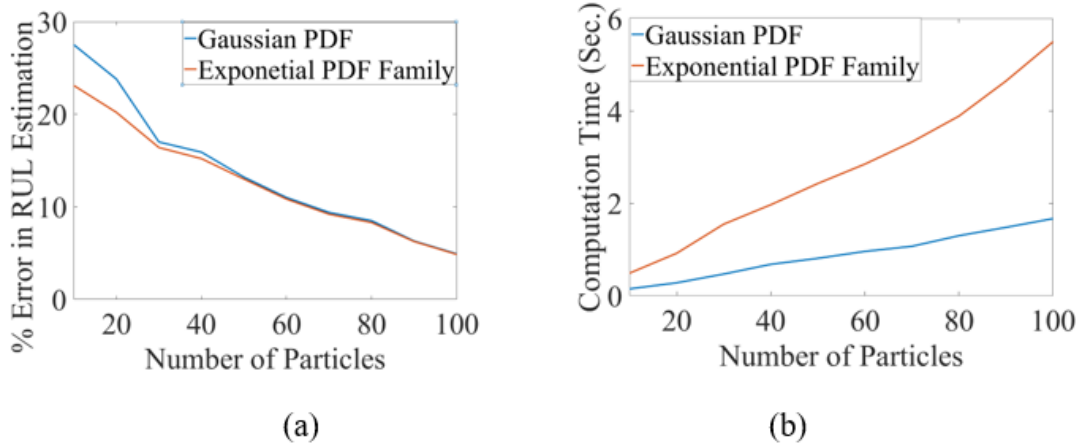 30
20
10
0
% Error in RUL Estimation
Gaussian PDF
Exponetial PDF Family
20
40
60
80
100
Number of Particles
(a)
6
4
2
0
Computation Time (Sec.)
Gaussian PDF
Exponential PDF Family
20
40
60
80
100
Number of Particles
(b)